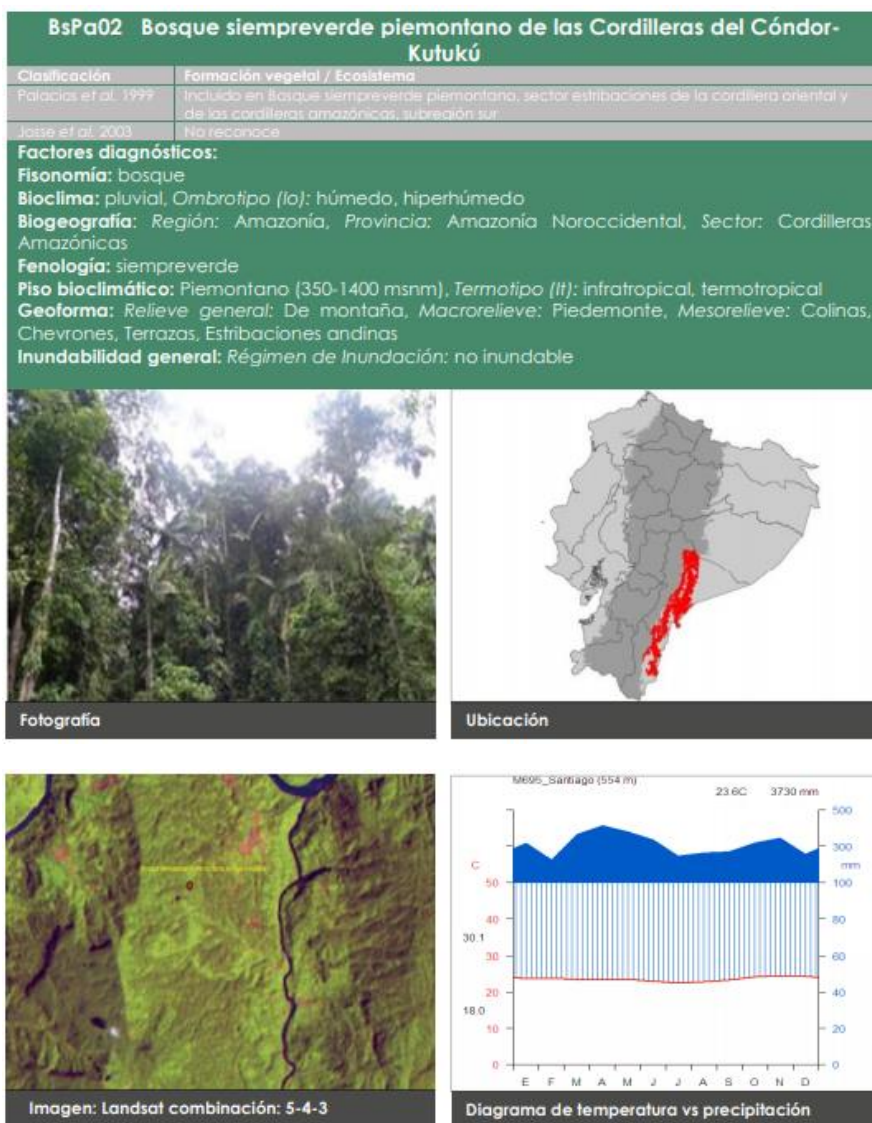 BsPa02 Bosque siempreverde piemontano de las Cordilleras del Cóndor-
Kutukú
Clasificación Formación vegetal / Ecosistema
Palacios et al. 1999 Incluido en Bosque siempreverde piemontano, sector estribaciones de la cordillera oriental y
de las cordilleras amazónicas, subregión sur
Josse et al. 2003 No reconoce
Factores diagnósticos:
Fisonomía: bosque
Bioclima: pluvial, Ombrotipo (Io): húmedo, hiperhúmedo
Biogeografía: Región: Amazonía, Provincia: Amazonía Noroccidental, Sector: Cordilleras
Amazónicas
Fenología: siempreverde
Piso bioclimático: Piemontano (350-1400 msnm), Termotipo (It): infratropical, termotropical
Geoforma: Relieve general: De montaña, Macrorelieve: Piedemonte, Mesorelieve: Colinas,
Chevrones, Terrazas, Estribaciones andinas
Inundabilidad general: Régimen de Inundación: no inundable
Fotografía
Ubicación
Imagen: Landsat combinación: 5-4-3
M695_Santiago (554 m)
23.6C 3730 mm
500
300
C mm
50 100
40 80
30.1
30 60
20 40
18.0
10 20
0 0
E F M A M J J A S O N D
Diagrama de temperatura vs precipitación